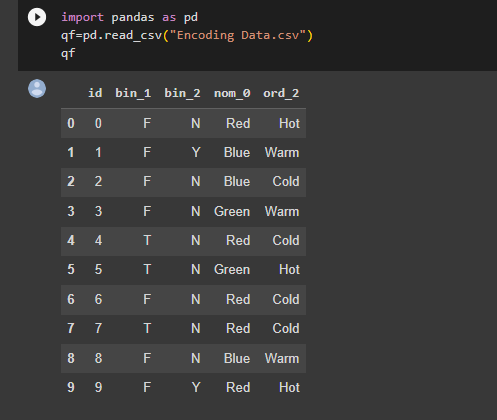 import pandas as pd
qf=pd.read_csv("Encoding Data.csv")
qf
id bin_1 bin_2 nom_0 ord_2
0 0 F N Red Hot
1 1 F Y Blue Warm
2 2 F N Blue Cold
3 3 F N Green Warm
4 4 T N Red Cold
5 5 T N Green Hot
6 6 F N Red Cold
7 7 T N Red Cold
8 8 F N Blue Warm
9 9 F Y Red Hot